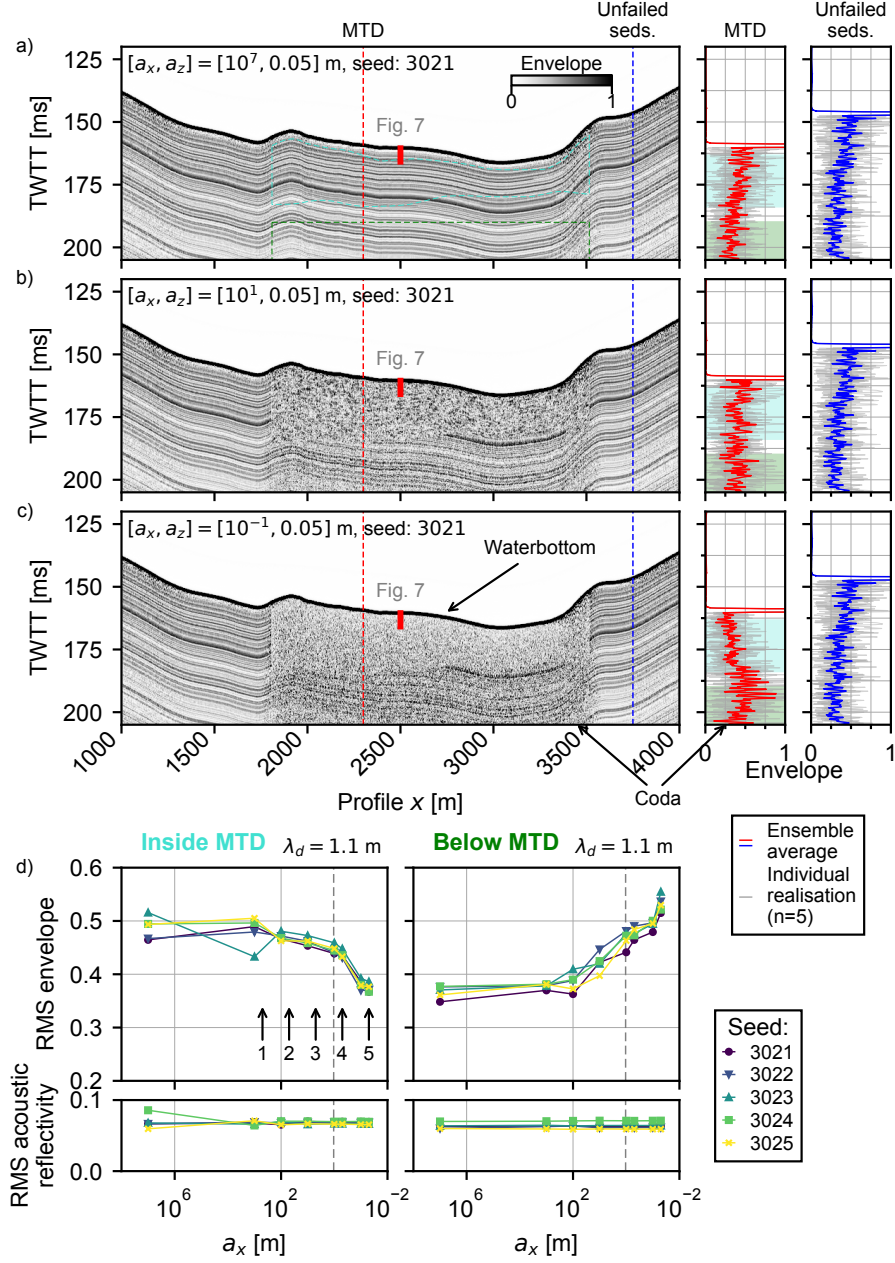 MTD
Unfailed
seds.
MTD
Unfailed
seds.
a)
[a_x, a_z] = [10^7, 0.05] m, seed: 3021
Envelope
0 1
Fig. 7
TWTT [ms]
125
150
175
200
b)
[a_x, a_z] = [10^1, 0.05] m, seed: 3021
Fig. 7
TWTT [ms]
125
150
175
200
c)
[a_x, a_z] = [10^−1, 0.05] m, seed: 3021
Waterbottom
Fig. 7
TWTT [ms]
125
150
175
200
1000 1500 2000 2500 3000 3500 4000
Profile x [m]
0 1 0 1
Envelope
Coda
Ensemble
average
Individual
realisation
(n=5)
d)
Inside MTD
λ_d = 1.1 m
Below MTD
λ_d = 1.1 m
RMS envelope
0.6
0.5
0.4
0.3
0.2
1 2 3 4 5
RMS acoustic
reflectivity
0.1
0.0
10^6 10^2 10^−2
a_x [m]
10^6 10^2 10^−2
a_x [m]
Seed:
3021
3022
3023
3024
3025